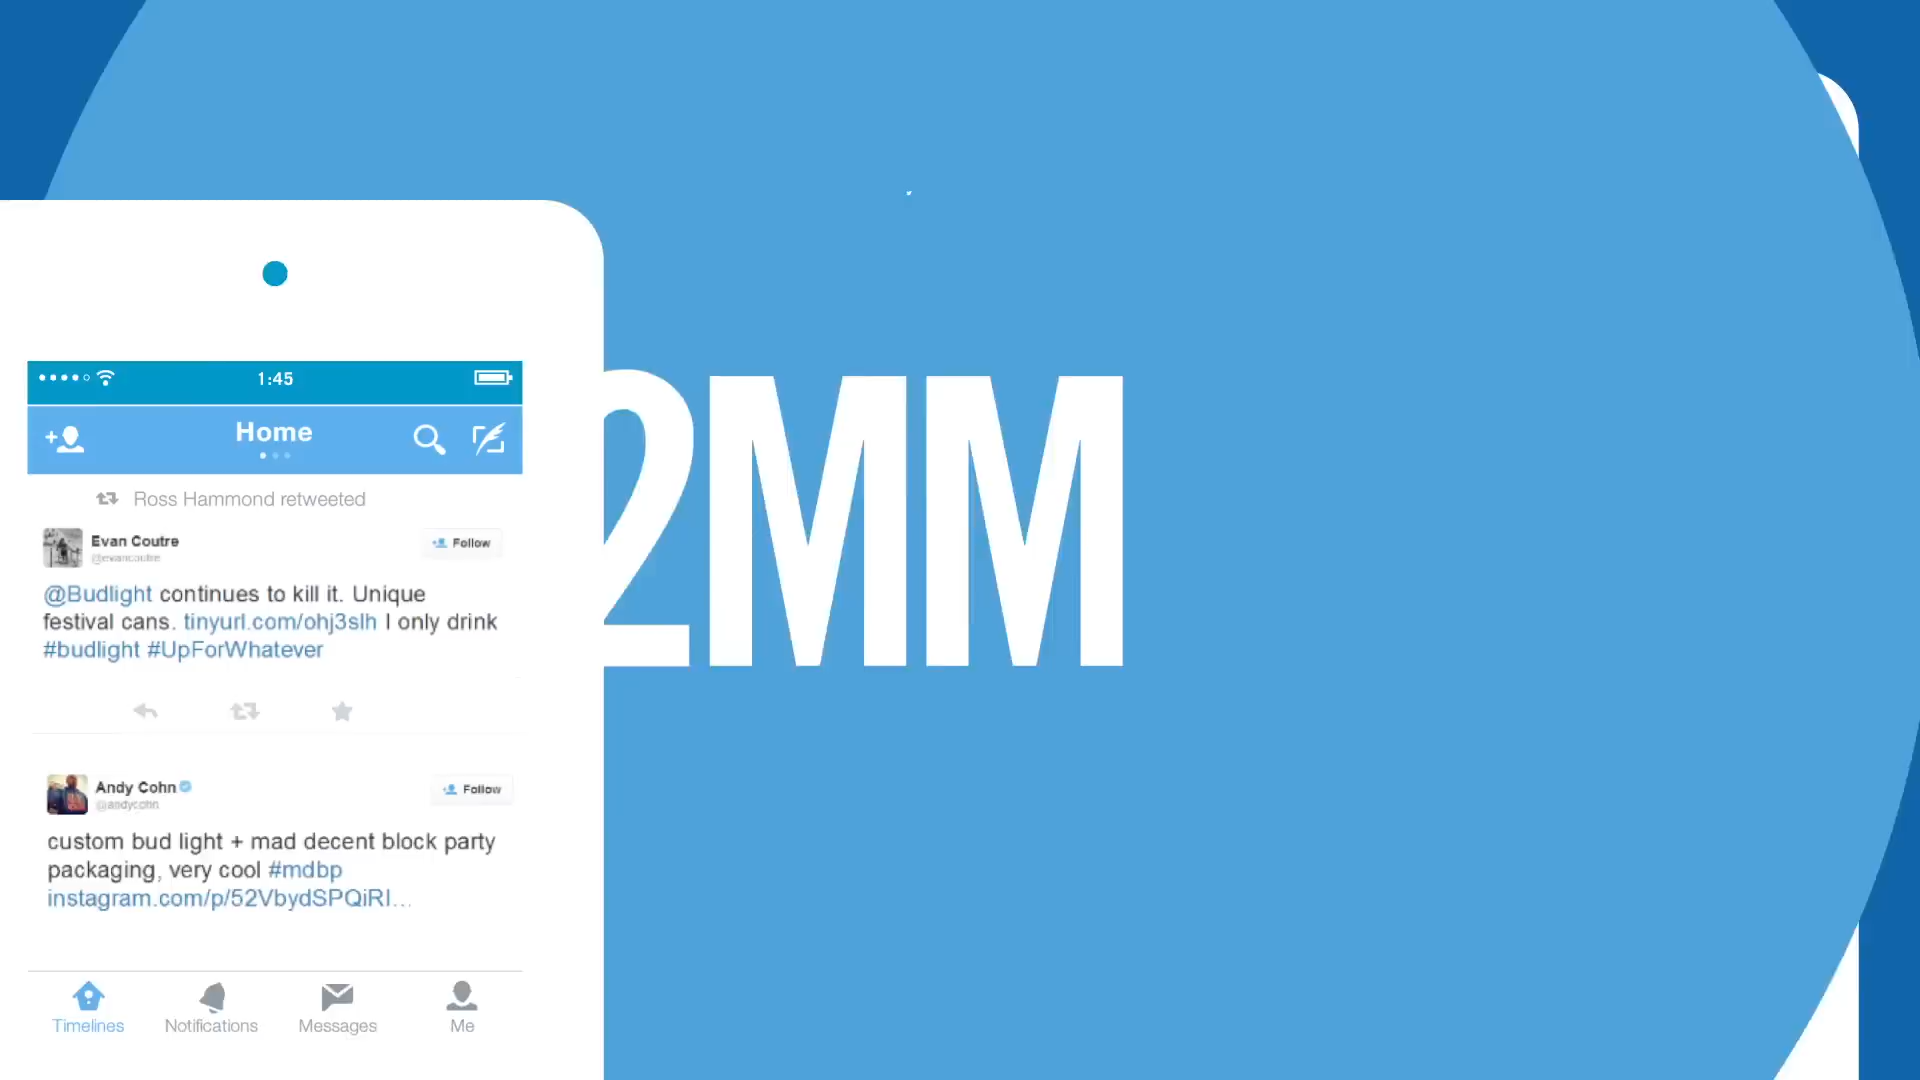 1:45
Home
Ross Hammond retweeted
Evan Coutre
@evancoutre
Follow
@Budlight continues to kill it. Unique
festival cans. tinyurl.com/ohj3slh I only drink
#budlight #UpForWhatever
2MM
Andy Cohn
@andycohn
Follow
custom bud light + mad decent block party
packaging, very cool #mdbp
instagram.com/p/52VbydSPQiRI...
Timelines
Notifications
Messages
Me